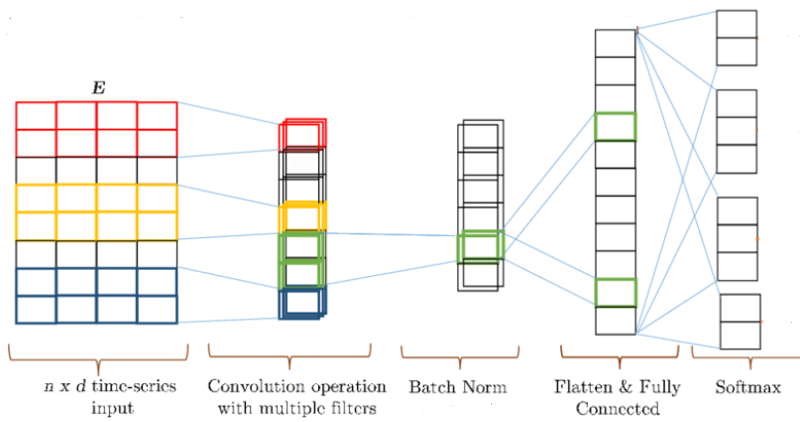 E
n x d time-series
input
Convolution operation
with multiple filters
Batch Norm
Flatten & Fully
Connected
Softmax